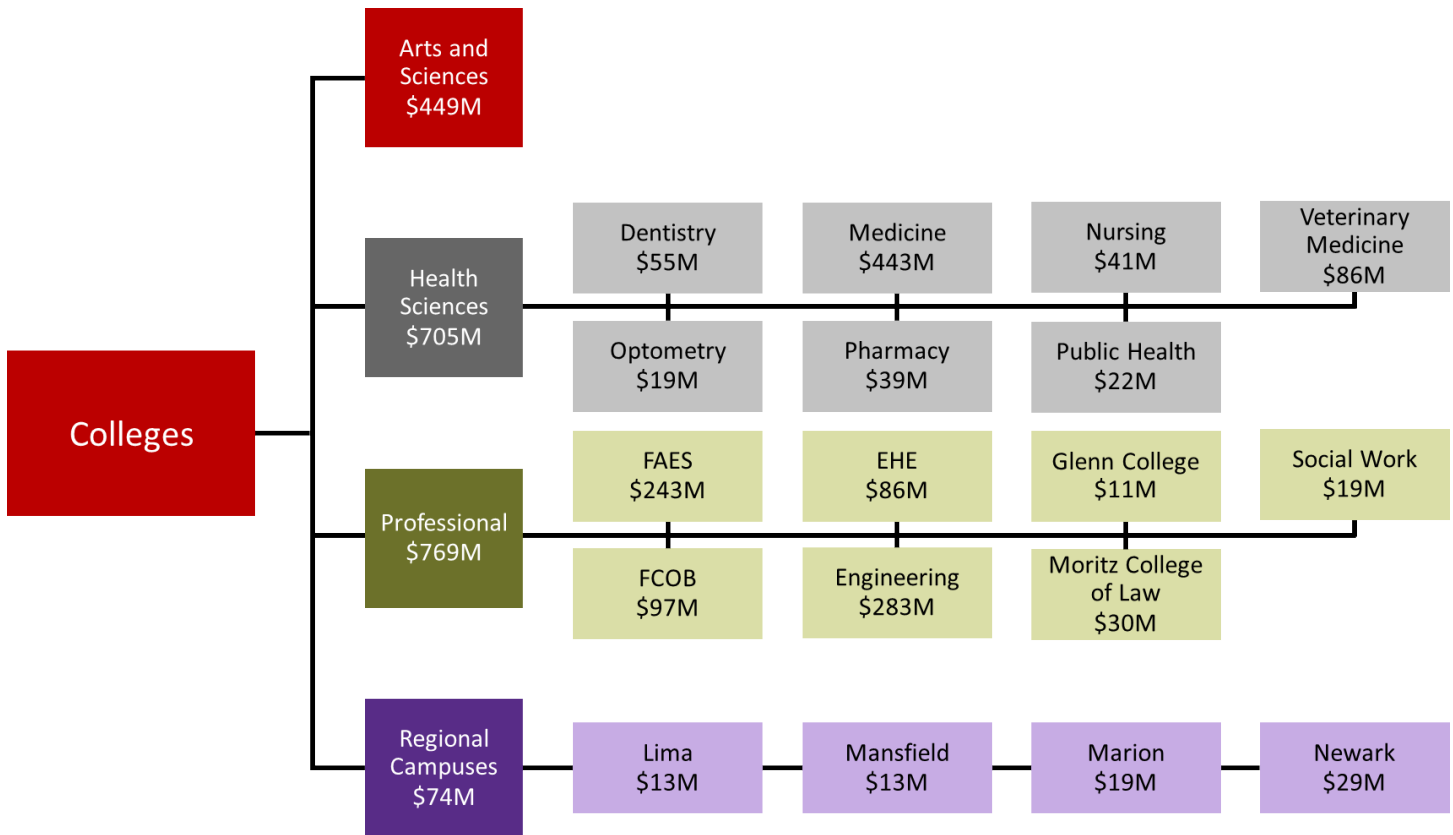 Colleges
Arts and
Sciences
$449M
Health
Sciences
$705M
Dentistry
$55M
Medicine
$443M
Nursing
$41M
Veterinary
Medicine
$86M
Optometry
$19M
Pharmacy
$39M
Public Health
$22M
Professional
$769M
FAES
$243M
EHE
$86M
Glenn College
$11M
Social Work
$19M
FCOB
$97M
Engineering
$283M
Moritz College
of Law
$30M
Regional
Campuses
$74M
Lima
$13M
Mansfield
$13M
Marion
$19M
Newark
$29M